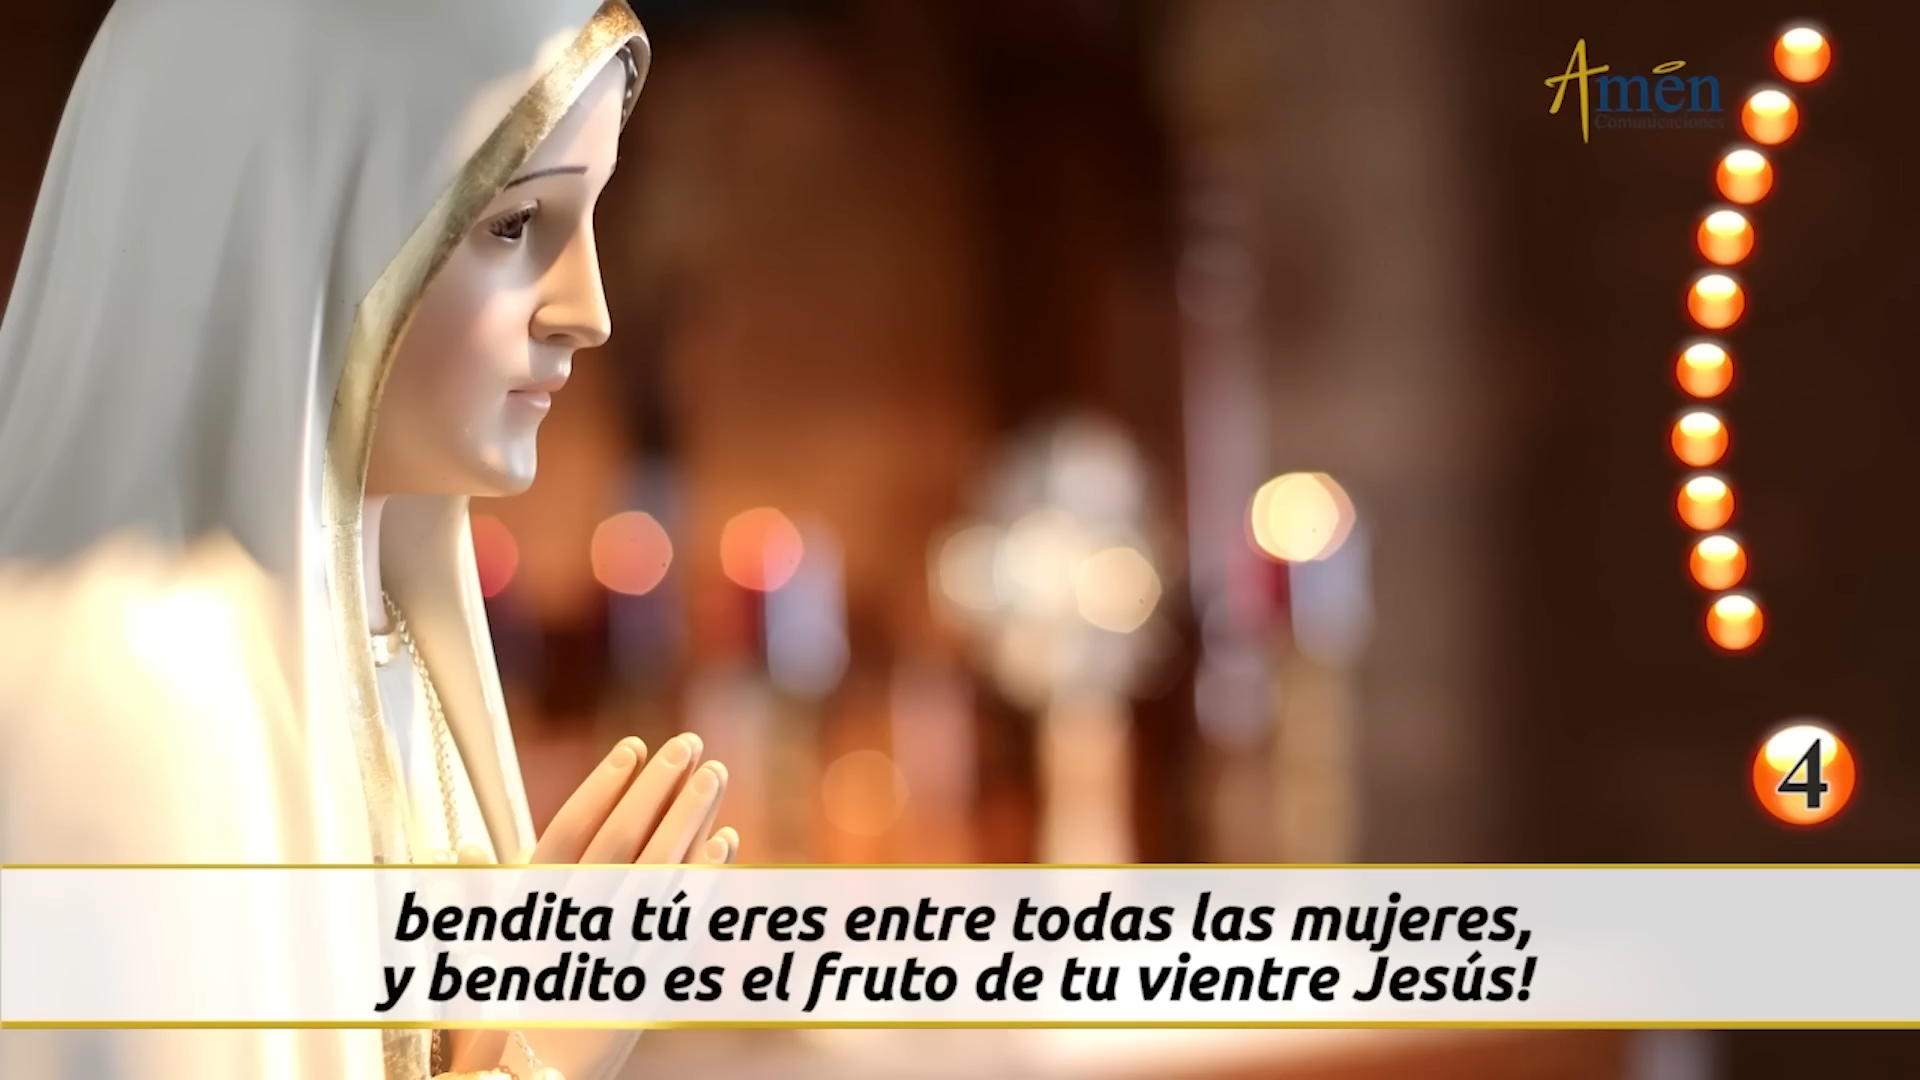 Amén
Comunicaciones
4
bendita tú eres entre todas las mujeres,
y bendito es el fruto de tu vientre Jesús!